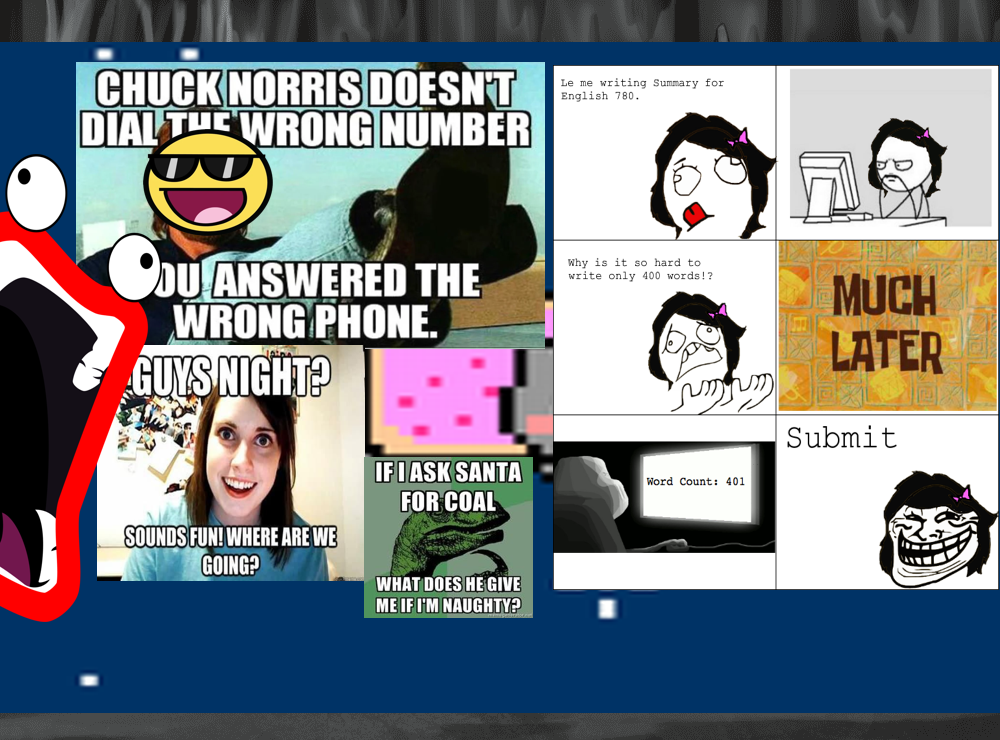 CHUCK NORRIS DOESN'T
DIAL THE WRONG NUMBER
OU ANSWERED THE
WRONG PHONE.
GUYS NIGHT?
SOUNDS FUN! WHERE ARE WE
GOING?
IF I ASK SANTA
FOR COAL
WHAT DOES HE GIVE
ME IF I'M NAUGHTY?
Le me writing Summary for
English 780.
Why is it so hard to
write only 400 words!?
MUCH
LATER
Word Count: 401
Submit